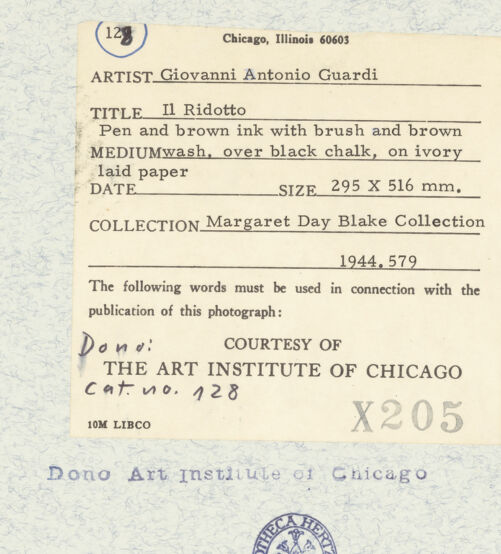 128
Chicago, Illinois 60603
ARTIST Giovanni Antonio Guardi
TITLE Il Ridotto
Pen and brown ink with brush and brown
MEDIUM wash, over black chalk, on ivory
laid paper
DATE SIZE 295 X 516 mm.
COLLECTION Margaret Day Blake Collection
1944.579
The following words must be used in connection with the
publication of this photograph:
Dono:
COURTESY OF
THE ART INSTITUTE OF CHICAGO
Cat. no. 128
X205
10M LIBCO
Dono Art Institute of Chicago
OTHECA HERTZ